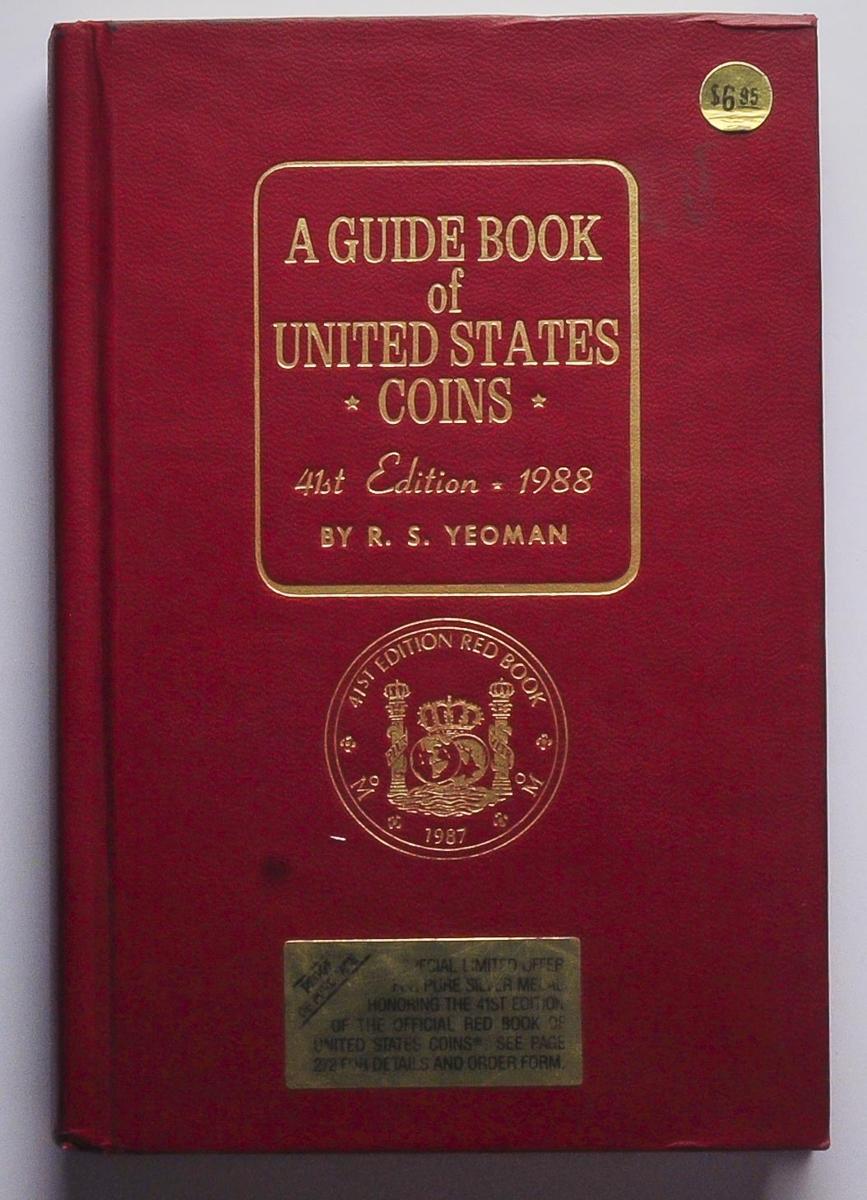 $6.95
A GUIDE BOOK
of
UNITED STATES
★ COINS ★
41st Edition ★ 1988
BY R. S. YEOMAN
41ST EDITION RED BOOK
M° °M
1987
SPECIAL LIMITED OFFER
PURE SILVER MEDAL
HONORING THE 41ST EDITION
OF THE OFFICIAL RED BOOK OF
UNITED STATES COINS® SEE PAGE
272 FOR DETAILS AND ORDER FORM.